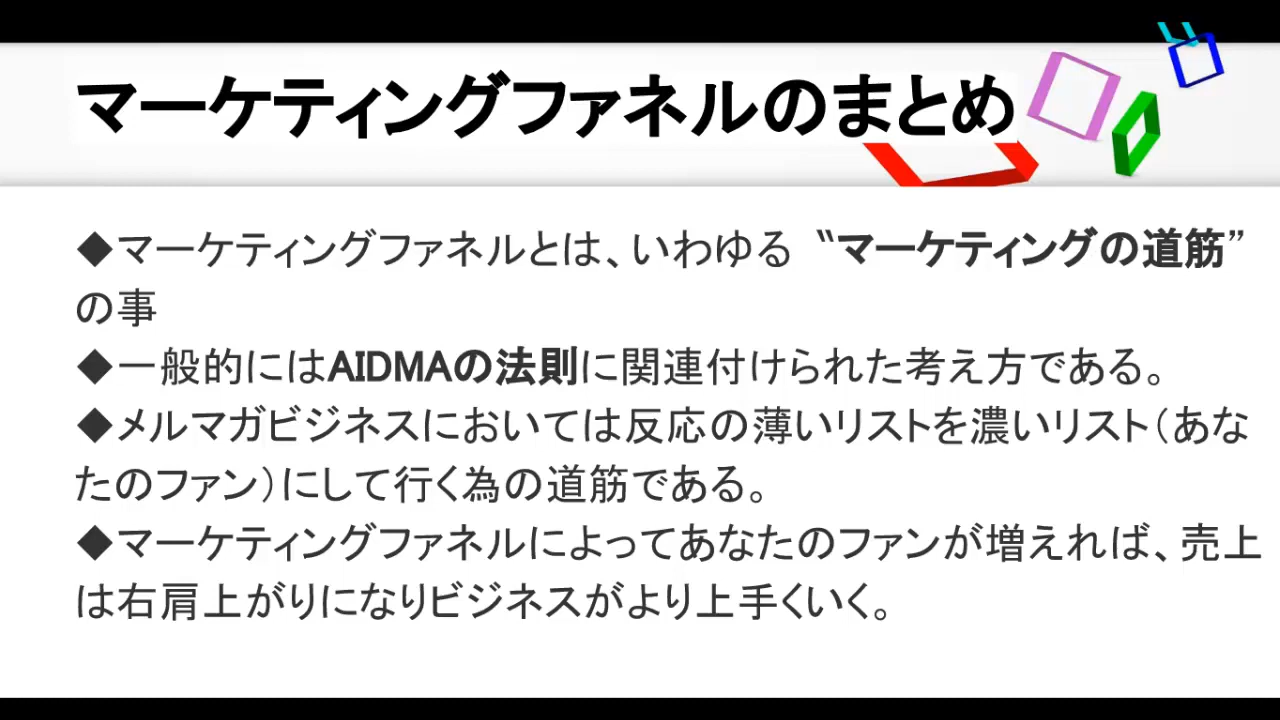 マーケティングファネルのまとめ
◆マーケティングファネルとは、いわゆる〝マーケティングの道筋”
の事
◆一般的にはAIDMAの法則に関連付けられた考え方である。
◆メルマガビジネスにおいては反応の薄いリストを濃いリスト（あな
たのファン）にして行く為の道筋である。
◆マーケティングファネルによってあなたのファンが増えれば、売上
は右肩上がりになりビジネスがより上手くいく。